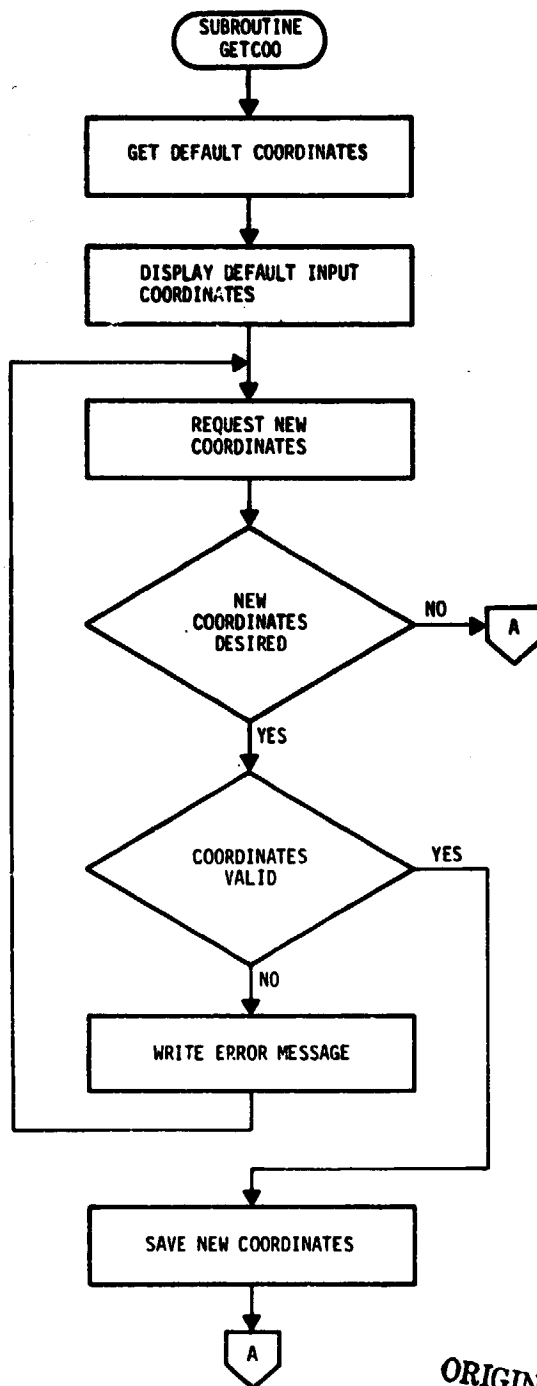 SUBROUTINE
GETCOO
GET DEFAULT COORDINATES
DISPLAY DEFAULT INPUT
COORDINATES
REQUEST NEW
COORDINATES
NEW
COORDINATES
DESIRED
NO
A
YES
COORDINATES
VALID
YES
NO
WRITE ERROR MESSAGE
SAVE NEW COORDINATES
A